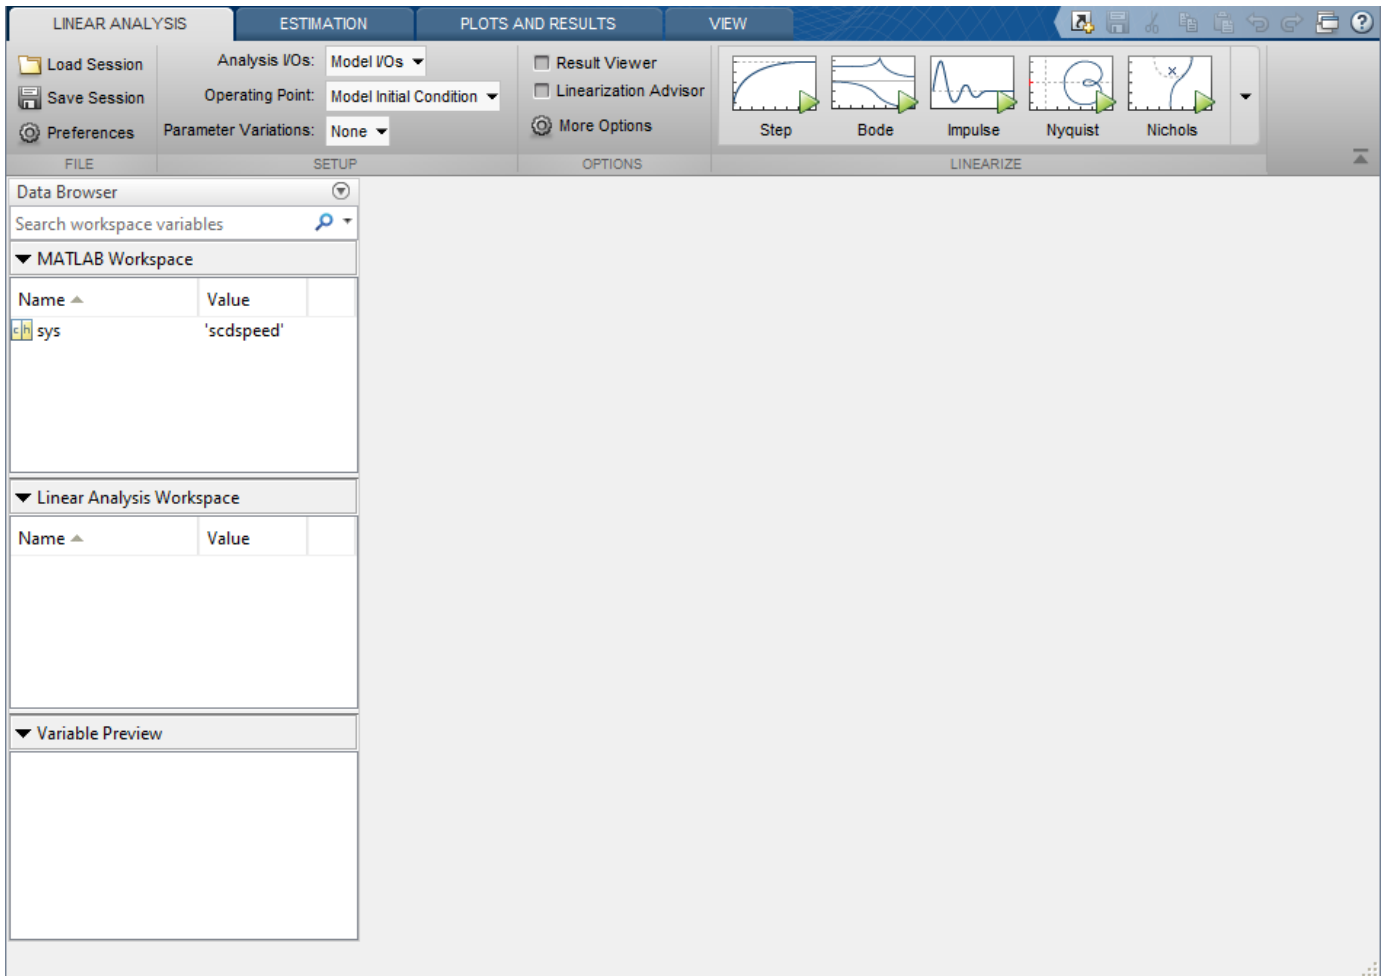 LINEAR ANALYSIS ESTIMATION PLOTS AND RESULTS VIEW
Load Session Analysis I/Os: Model I/Os Result Viewer
Save Session Operating Point: Model Initial Condition Linearization Advisor
Preferences Parameter Variations: None More Options Step Bode Impulse Nyquist Nichols
FILE SETUP OPTIONS LINEARIZE
Data Browser
Search workspace variables
MATLAB Workspace
Name Value
ch sys 'scdspeed'
Linear Analysis Workspace
Name Value
Variable Preview